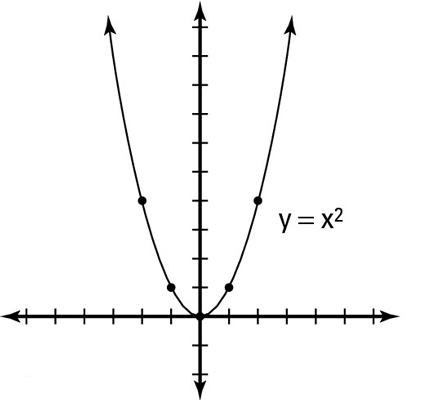 y = x²